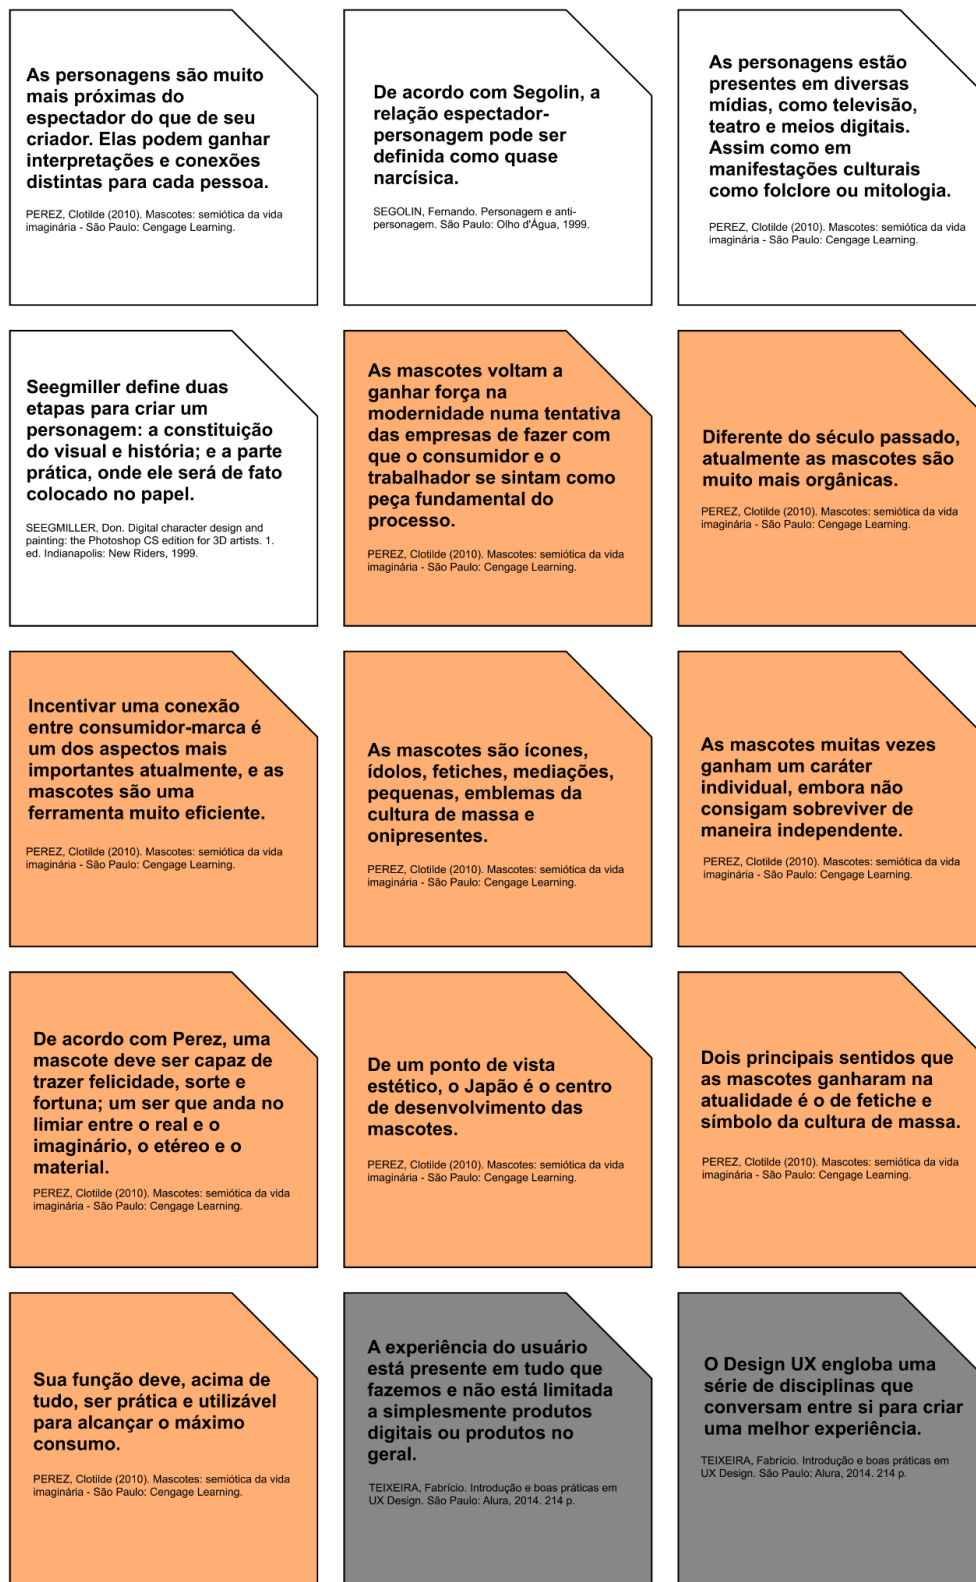 As personagens são muito
mais próximas do
espectador do que de seu
criador. Elas podem ganhar
interpretações e conexões
distintas para cada pessoa.
PEREZ, Clotilde (2010). Mascotes: semiótica da vida
imaginária - São Paulo: Cengage Learning.
De acordo com Segolin, a
relação espectador-
personagem pode ser
definida como quase
narcísica.
SEGOLIN, Fernando. Personagem e anti-
personagem. São Paulo: Olho d'Água, 1999.
As personagens estão
presentes em diversas
mídias, como televisão,
teatro e meios digitais.
Assim como em
manifestações culturais
como folclore ou mitologia.
PEREZ, Clotilde (2010). Mascotes: semiótica da vida
imaginária - São Paulo: Cengage Learning.
Seegmiller define duas
etapas para criar um
personagem: a constituição
do visual e história; e a parte
prática, onde ele será de fato
colocado no papel.
SEEGMILLER, Don. Digital character design and
painting: the Photoshop CS edition for 3D artists. 1.
ed. Indianapolis: New Riders, 1999.
As mascotes voltam a
ganhar força na
modernidade numa tentativa
das empresas de fazer com
que o consumidor e o
trabalhador se sintam como
peça fundamental do
processo.
PEREZ, Clotilde (2010). Mascotes: semiótica da vida
imaginária - São Paulo: Cengage Learning.
Diferente do século passado,
atualmente as mascotes são
muito mais orgânicas.
PEREZ, Clotilde (2010). Mascotes: semiótica da vida
imaginária - São Paulo: Cengage Learning.
Incentivar uma conexão
entre consumidor-marca é
um dos aspectos mais
importantes atualmente, e as
mascotes são uma
ferramenta muito eficiente.
PEREZ, Clotilde (2010). Mascotes: semiótica da vida
imaginária - São Paulo: Cengage Learning.
As mascotes são ícones,
ídolos, fetiches, mediações,
pequenas, emblemas da
cultura de massa e
onipresentes.
PEREZ, Clotilde (2010). Mascotes: semiótica da vida
imaginária - São Paulo: Cengage Learning.
As mascotes muitas vezes
ganham um caráter
individual, embora não
consigam sobreviver de
maneira independente.
PEREZ, Clotilde (2010). Mascotes: semiótica da vida
imaginária - São Paulo: Cengage Learning.
De acordo com Perez, uma
mascote deve ser capaz de
trazer felicidade, sorte e
fortuna; um ser que anda no
limiar entre o real e o
imaginário, o etéreo e o
material.
PEREZ, Clotilde (2010). Mascotes: semiótica da vida
imaginária - São Paulo: Cengage Learning.
De um ponto de vista
estético, o Japão é o centro
de desenvolvimento das
mascotes.
PEREZ, Clotilde (2010). Mascotes: semiótica da vida
imaginária - São Paulo: Cengage Learning.
Dois principais sentidos que
as mascotes ganharam na
atualidade é o de fetiche e
símbolo da cultura de massa.
PEREZ, Clotilde (2010). Mascotes: semiótica da vida
imaginária - São Paulo: Cengage Learning.
Sua função deve, acima de
tudo, ser prática e utilizável
para alcançar o máximo
consumo.
PEREZ, Clotilde (2010). Mascotes: semiótica da vida
imaginária - São Paulo: Cengage Learning.
A experiência do usuário
está presente em tudo que
fazemos e não está limitada
a simplesmente produtos
digitais ou produtos no
geral.
TEIXEIRA, Fabrício. Introdução e boas práticas em
UX Design. São Paulo: Alura, 2014. 214 p.
O Design UX engloba uma
série de disciplinas que
conversam entre si para criar
uma melhor experiência.
TEIXEIRA, Fabrício. Introdução e boas práticas em
UX Design. São Paulo: Alura, 2014. 214 p.